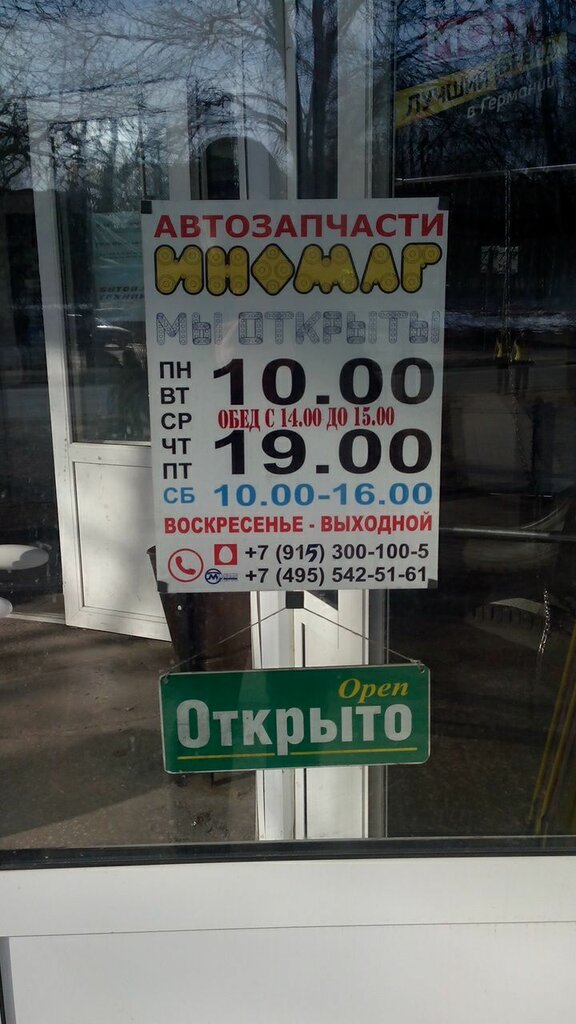 ЛУЧШИЙ
в Германии
АВТОЗАПЧАСТИ
ИНОМАГ
МЫ ОТКРЫТЫ
ПН
ВТ
СР
ЧТ
ПТ
10.00
ОБЕД С 14.00 ДО 15.00
19.00
СБ 10.00-16.00
ВОСКРЕСЕНЬЕ - ВЫХОДНОЙ
+7 (915) 300-100-5
+7 (495) 542-51-61
Open
Открыто